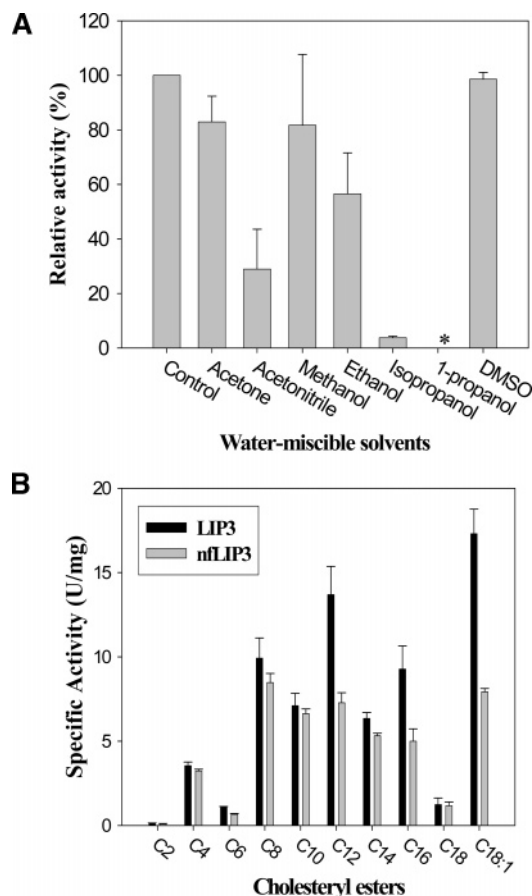 A
120
100
80
60
40
20
0
Relative activity (%)
Control
Acetone
Acetonitrile
Methanol
Ethanol
Isopropanol
1-propanol
DMSO
*
Water-miscible solvents
B
20
15
10
5
0
Specific Activity (U/mg)
LIP3
nfLIP3
C2
C4
C6
C8
C10
C12
C14
C16
C18
C18:1
Cholesteryl esters